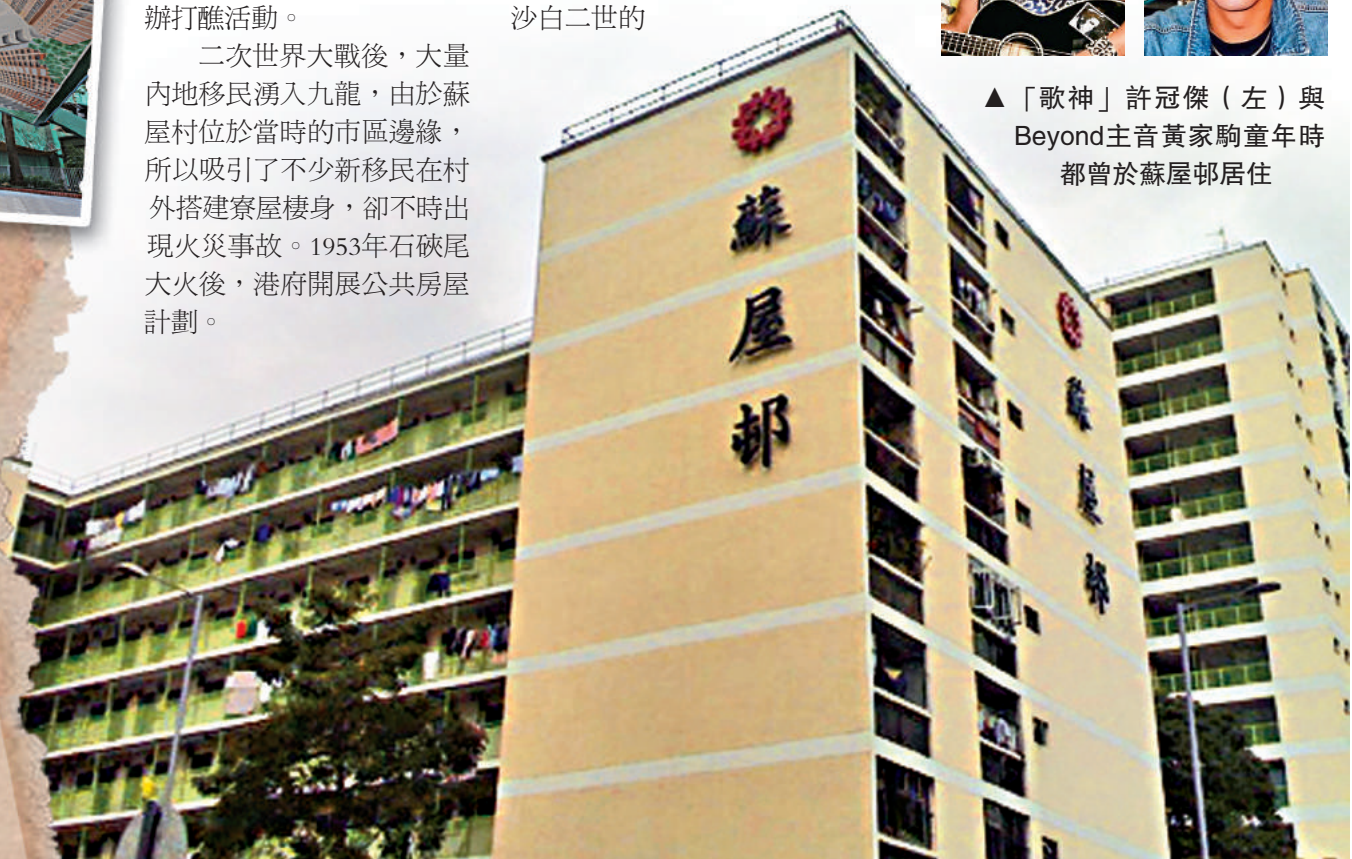 辦打醮活動。
二次世界大戰後，大量
內地移民湧入九龍，由於蘇
屋村位於當時的市區邊緣，
所以吸引了不少新移民在村
外搭建寮屋棲身，卻不時出
現火災事故。1953年石硤尾
大火後，港府開展公共房屋
計劃。
沙白二世的
▲「歌神」許冠傑（左）與
Beyond主音黃家駒童年時
都曾於蘇屋邨居住
蘇
屋
邨
蘇
屋
邨